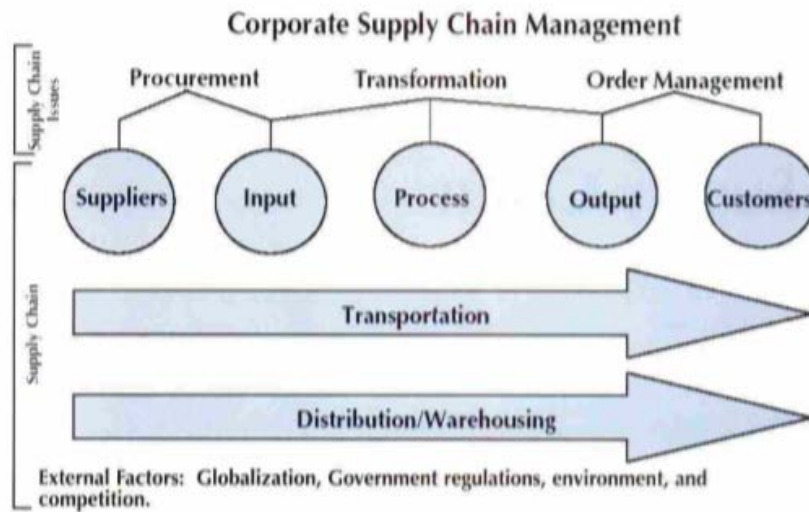 Corporate Supply Chain Management
Supply Chain
Issues
Procurement
Transformation
Order Management
Suppliers
Input
Process
Output
Customers
Supply Chain
Transportation
Distribution/Warehousing
External Factors: Globalization, Government regulations, environment, and
competition.